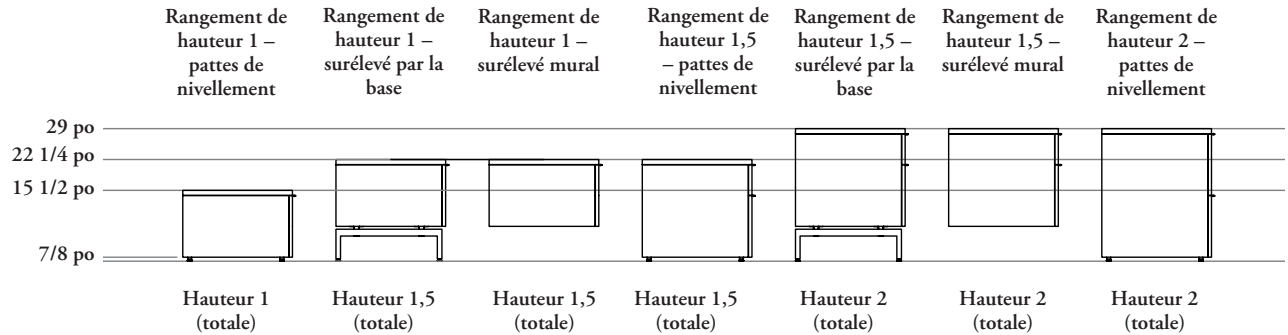 Rangement de
hauteur 1 –
pattes de
nivellement
Rangement de
hauteur 1 –
surélevé par la
base
Rangement de
hauteur 1 –
surélevé mural
Rangement de
hauteur 1,5
– pattes de
nivellement
Rangement de
hauteur 1,5 –
surélevé par la
base
Rangement de
hauteur 1,5 –
surélevé mural
Rangement de
hauteur 2 –
pattes de
nivellement
29 po
22 1/4 po
15 1/2 po
7/8 po
Hauteur 1
(totale)
Hauteur 1,5
(totale)
Hauteur 1,5
(totale)
Hauteur 1,5
(totale)
Hauteur 2
(totale)
Hauteur 2
(totale)
Hauteur 2
(totale)